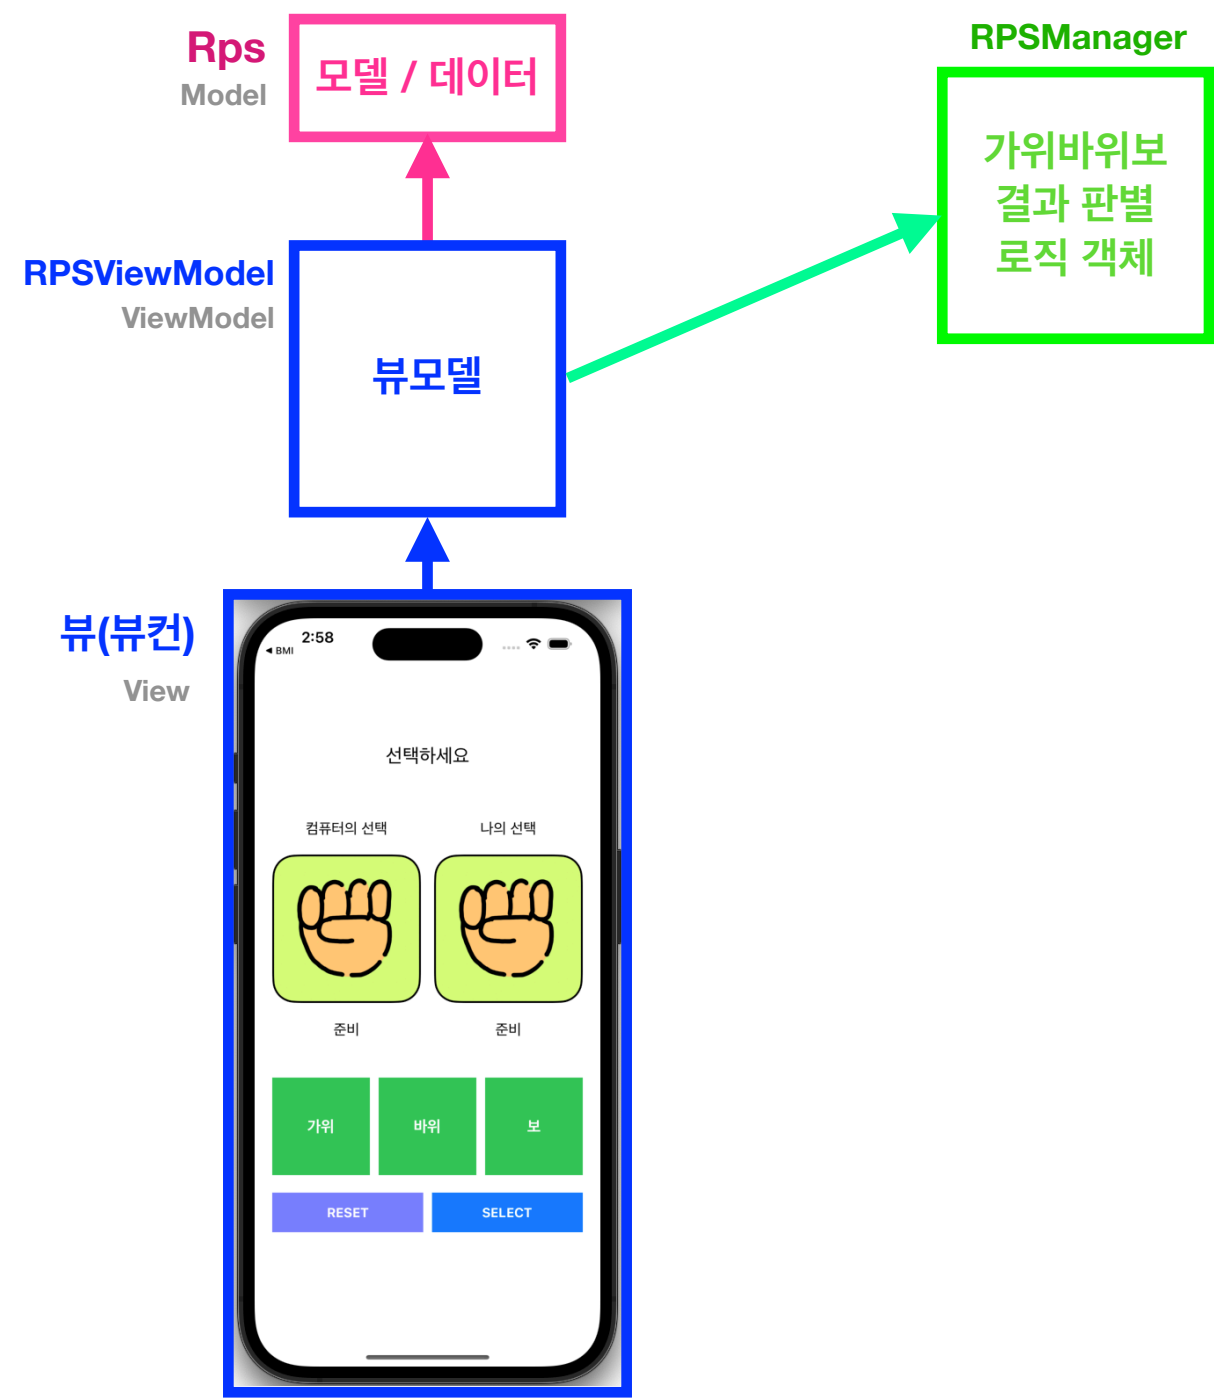 Rps
Model
모델 / 데이터
RPSManager
가위바위보
결과 판별
로직 객체
RPSViewModel
ViewModel
뷰모델
뷰(뷰컨)
View
2:58
◀ BMI
선택하세요
컴퓨터의 선택
나의 선택
준비
준비
가위
바위
보
RESET
SELECT